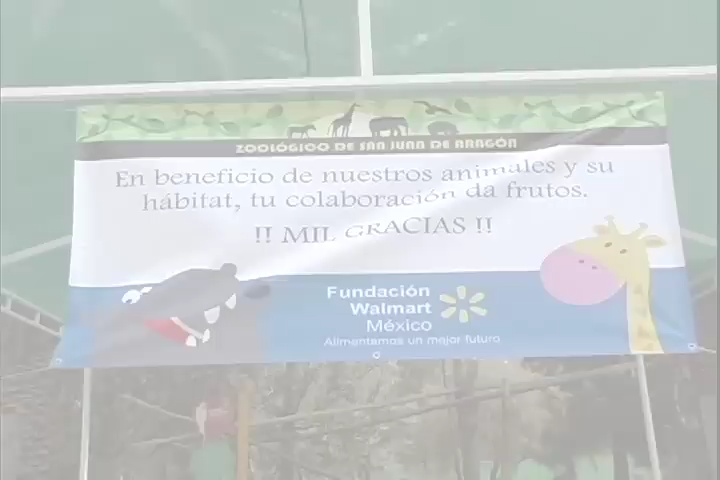 ZOOLÓGICO DE SAN JUAN DE ARAGÓN
En beneficio de nuestros animales y su
hábitat, tu colaboración da frutos.
!! MIL GRACIAS !!
Fundación
Walmart
México
Alimentamos un mejor futuro